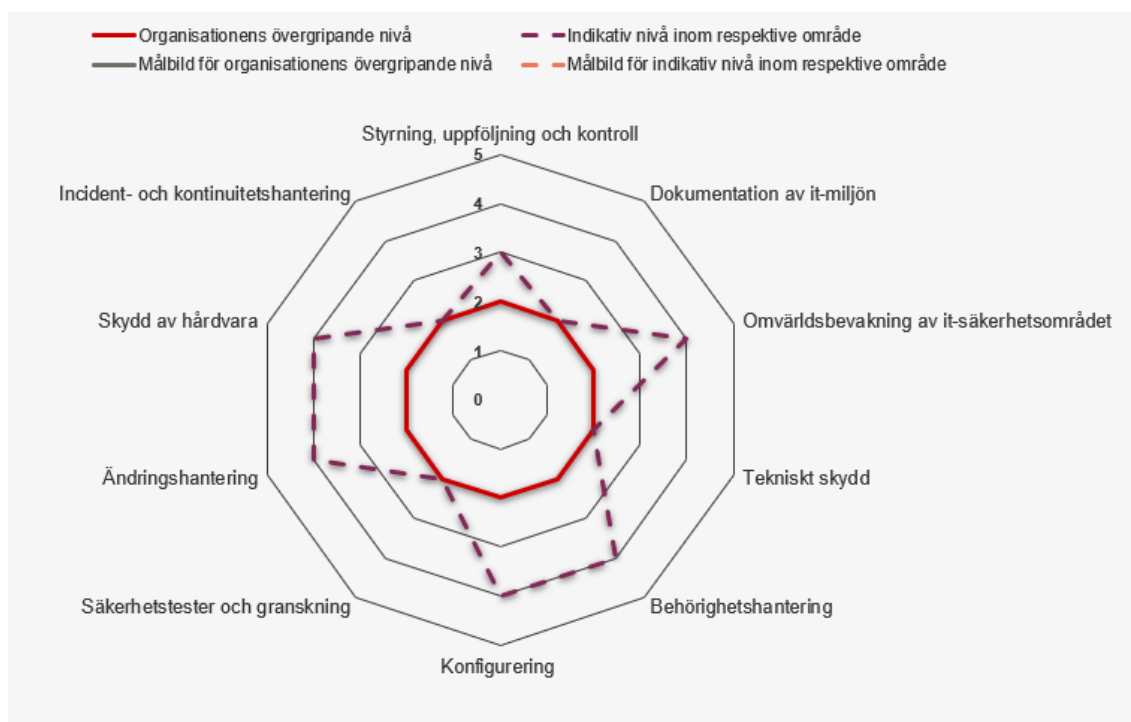 Organisationens övergripande nivå
Indikativ nivå inom respektive område
Målbild för organisationens övergripande nivå
Målbild för indikativ nivå inom respektive område
Styrning, uppföljning och kontroll
5
Incident- och kontinuitetshantering
Dokumentation av it-miljön
4
3
2
Skydd av hårdvara
Omvärldsbevakning av it-säkerhetsområdet
1
0
Ändringshantering
Tekniskt skydd
Säkerhetstester och granskning
Behörighetshantering
Konfigurering